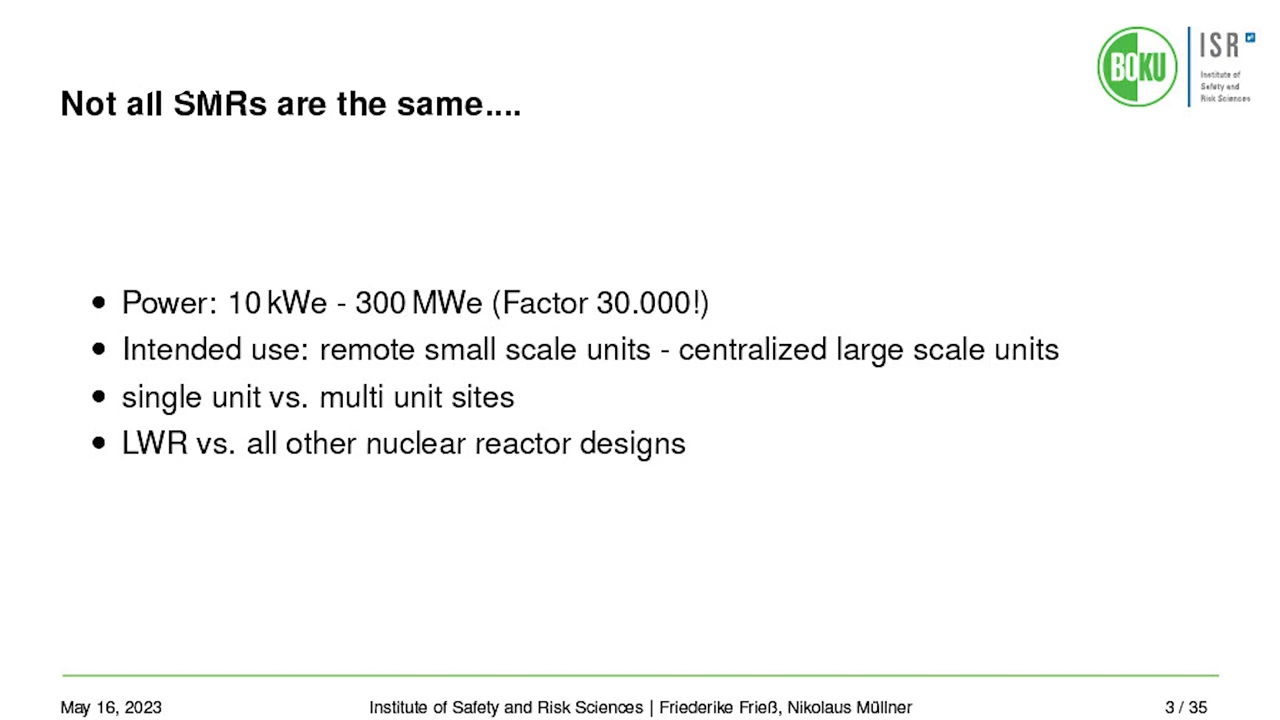 Not all SMRs are the same....
BOKU
ISR
Institute of
Safety and
Risk Sciences
• Power: 10 kWe - 300 MWe (Factor 30.000!)
• Intended use: remote small scale units - centralized large scale units
• single unit vs. multi unit sites
• LWR vs. all other nuclear reactor designs
May 16, 2023
Institute of Safety and Risk Sciences | Friederike Frieß, Nikolaus Müllner
3 / 35